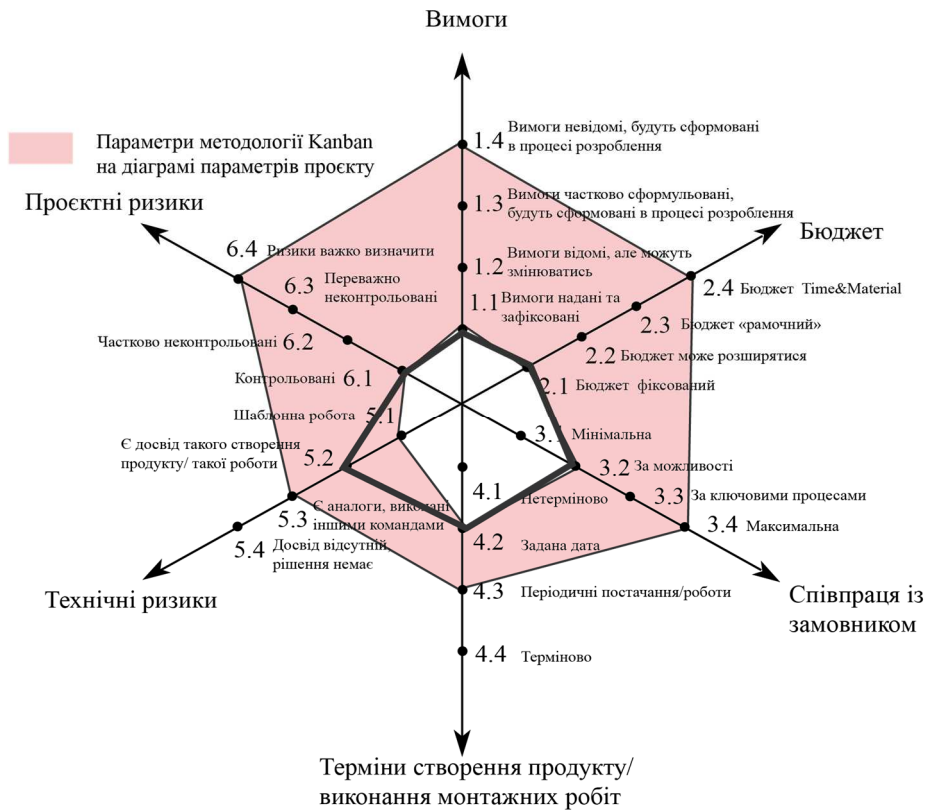 Вимоги
1.4 Вимоги невідомі, будуть сформовані
в процесі розроблення
Параметри методології Kanban
на діаграмі параметрів проєкту
1.3 Вимоги частково сформульовані,
будуть сформовані в процесі розроблення
Проєктні ризики
Бюджет
6.4 Ризики важко визначити
1.2 Вимоги відомі, але можуть
змінюватись
2.4 Бюджет Time&Material
6.3 Переважно
неконтрольовані
1.1 Вимоги надані та
зафіксовані
2.3 Бюджет «рамочний»
Частково неконтрольовані 6.2
2.2 Бюджет може розширятися
Контрольовані 6.1
2.1 Бюджет фіксований
Шаблонна робота 5.1
3.1 Мінімальна
Є досвід такого створення
продукту/ такої роботи 5.2
3.2 За можливості
4.1 Нетерміново
3.3 За ключовими процесами
5.3 Є аналоги, виконані
іншими командами
3.4 Максимальна
5.4 Досвід відсутній,
рішення немає
4.2 Задана дата
Технічні ризики
4.3 Періодичні постачання/роботи
Співпраця із
замовником
4.4 Терміново
Терміни створення продукту/
виконання монтажних робіт